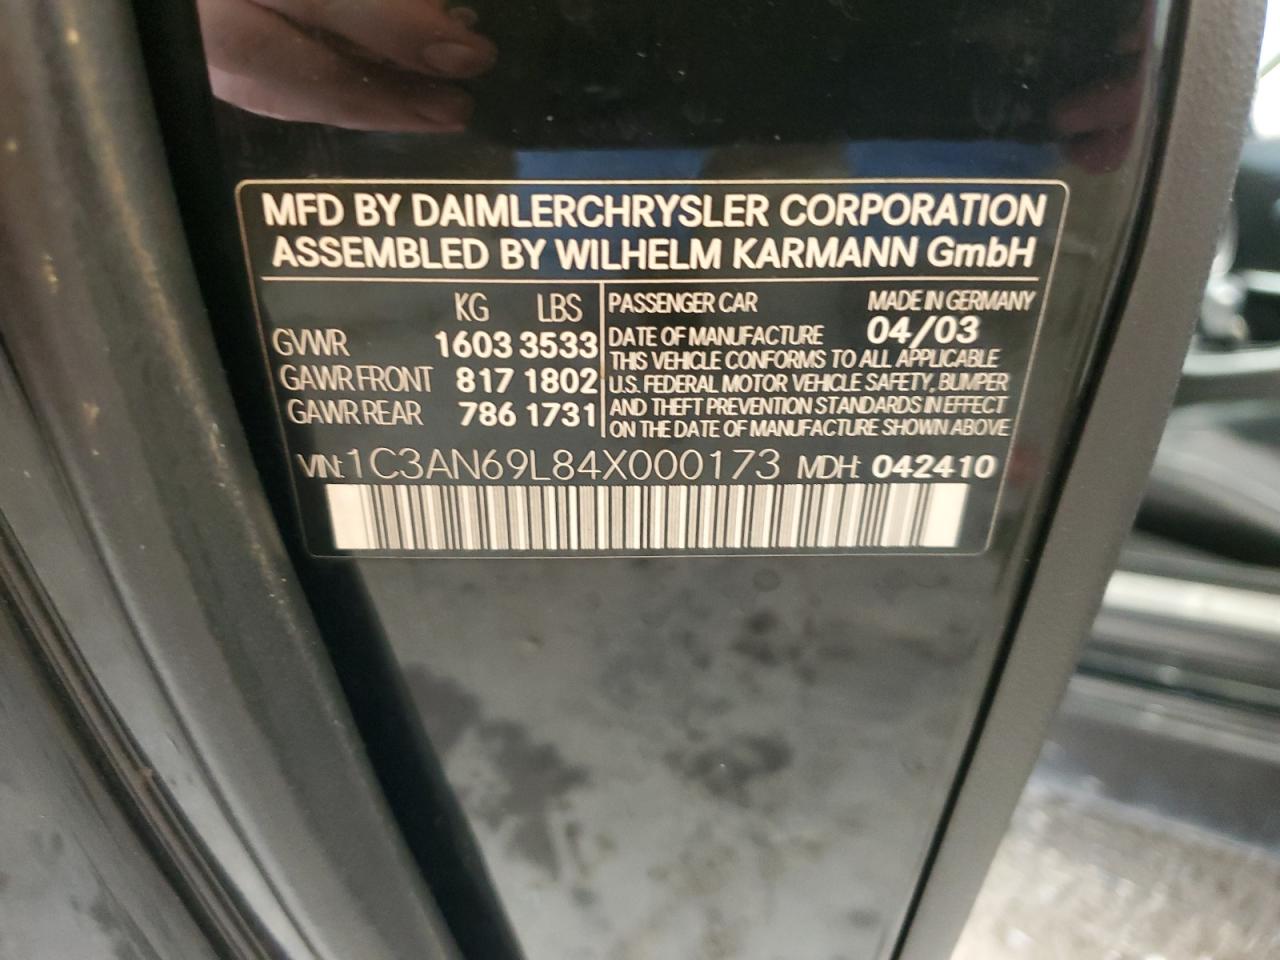 MFD BY DAIMLERCHRYSLER CORPORATION
ASSEMBLED BY WILHELM KARMANN GmbH
KG LBS
GVWR 1603 3533
GAWR FRONT 817 1802
GAWR REAR 786 1731
PASSENGER CAR MADE IN GERMANY
DATE OF MANUFACTURE 04/03
THIS VEHICLE CONFORMS TO ALL APPLICABLE
U.S. FEDERAL MOTOR VEHICLE SAFETY, BUMPER
AND THEFT PREVENTION STANDARDS IN EFFECT
ON THE DATE OF MANUFACTURE SHOWN ABOVE
VIN: 1C3AN69L84X000173 MDH: 042410